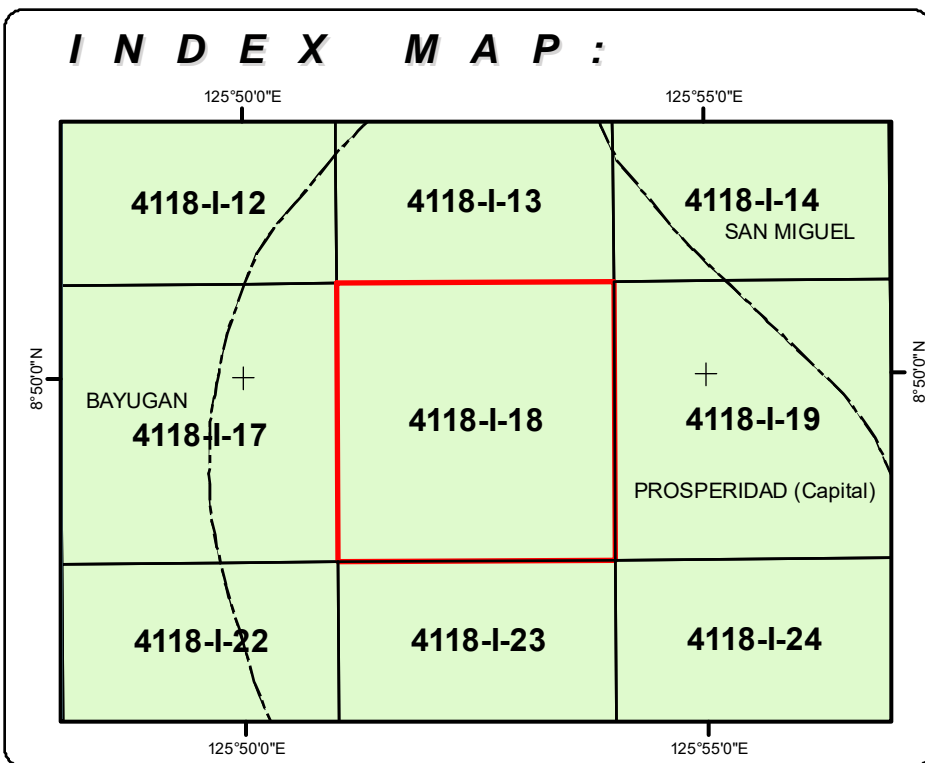 INDEX MAP:
125°50'0"E 125°55'0"E
4118-I-12 4118-I-13 4118-I-14
SAN MIGUEL
8°50'0"N 8°50'0"N
BAYUGAN
4118-I-17 4118-I-18 4118-I-19
PROSPERIDAD (Capital)
4118-I-22 4118-I-23 4118-I-24
125°50'0"E 125°55'0"E